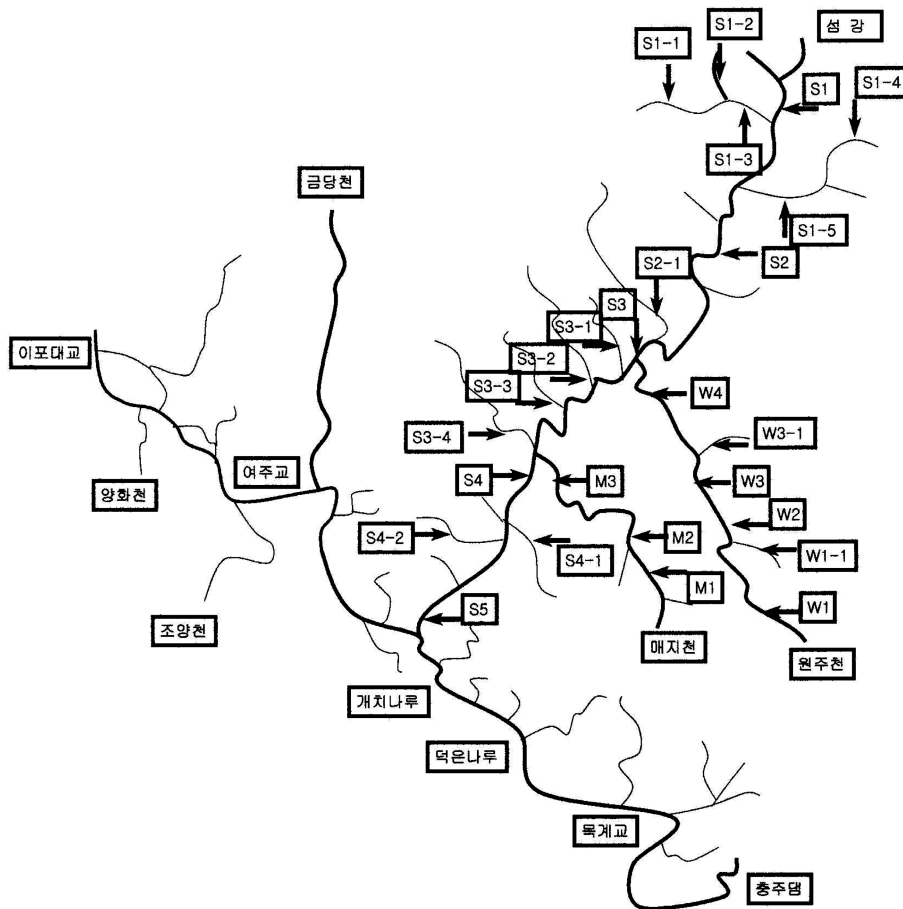 S1-2
섬 강
S1-1
S1
S1-4
S1-3
금당천
S1-5
S2-1
S2
S3
S3-1
이포대교
S3-2
S3-3
W4
S3-4
W3-1
여주교
양화천
S4
M3
W3
W2
S4-2
M2
S4-1
W1-1
M1
조양천
S5
W1
매지천
원주천
개치나루
덕은나루
목계교
충주댐